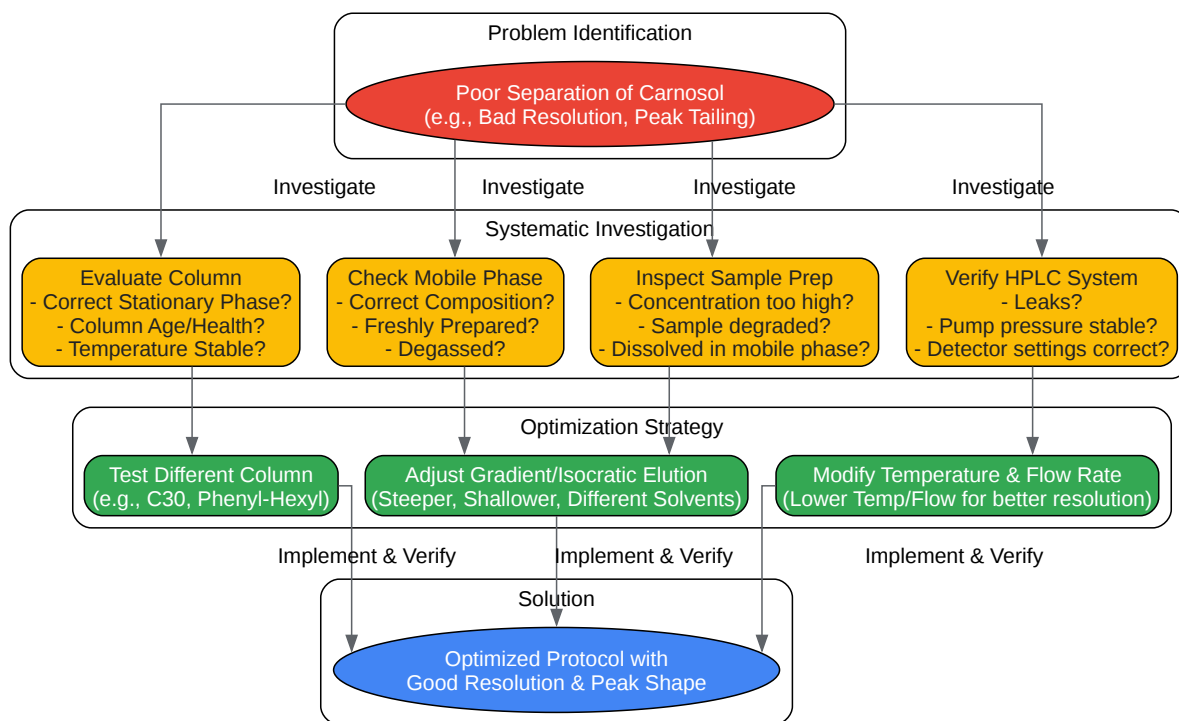 Problem Identification
Poor Separation of Carnosol
(e.g., Bad Resolution, Peak Tailing)
Investigate
Investigate
Investigate
Investigate
Systematic Investigation
Evaluate Column
- Correct Stationary Phase?
- Column Age/Health?
- Temperature Stable?
Check Mobile Phase
- Correct Composition?
- Freshly Prepared?
- Degassed?
Inspect Sample Prep
- Concentration too high?
- Sample degraded?
- Dissolved in mobile phase?
Verify HPLC System
- Leaks?
- Pump pressure stable?
- Detector settings correct?
Optimization Strategy
Test Different Column
(e.g., C30, Phenyl-Hexyl)
Adjust Gradient/Isocratic Elution
(Steeper, Shallower, Different Solvents)
Modify Temperature & Flow Rate
(Lower Temp/Flow for better resolution)
Implement & Verify
Implement & Verify
Implement & Verify
Solution
Optimized Protocol with
Good Resolution & Peak Shape